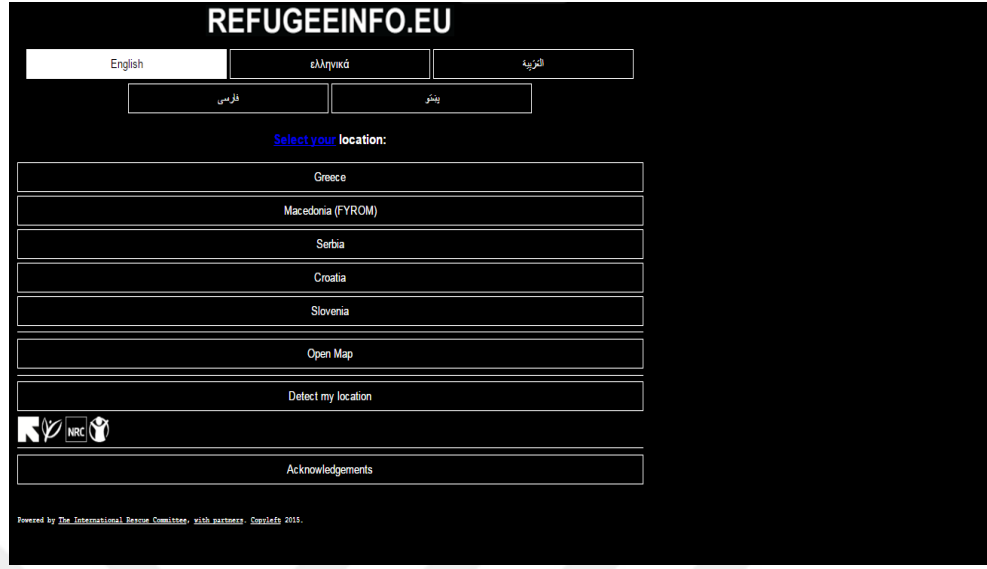 REFUGEEINFO.EU
English ελληνικά العَرَبِية
فارسی پښتو
Select your location:
Greece
Macedonia (FYROM)
Serbia
Croatia
Slovenia
Open Map
Detect my location
NRC
Acknowledgements
Powered by The International Rescue Committee, with partners. Copyleft 2015.